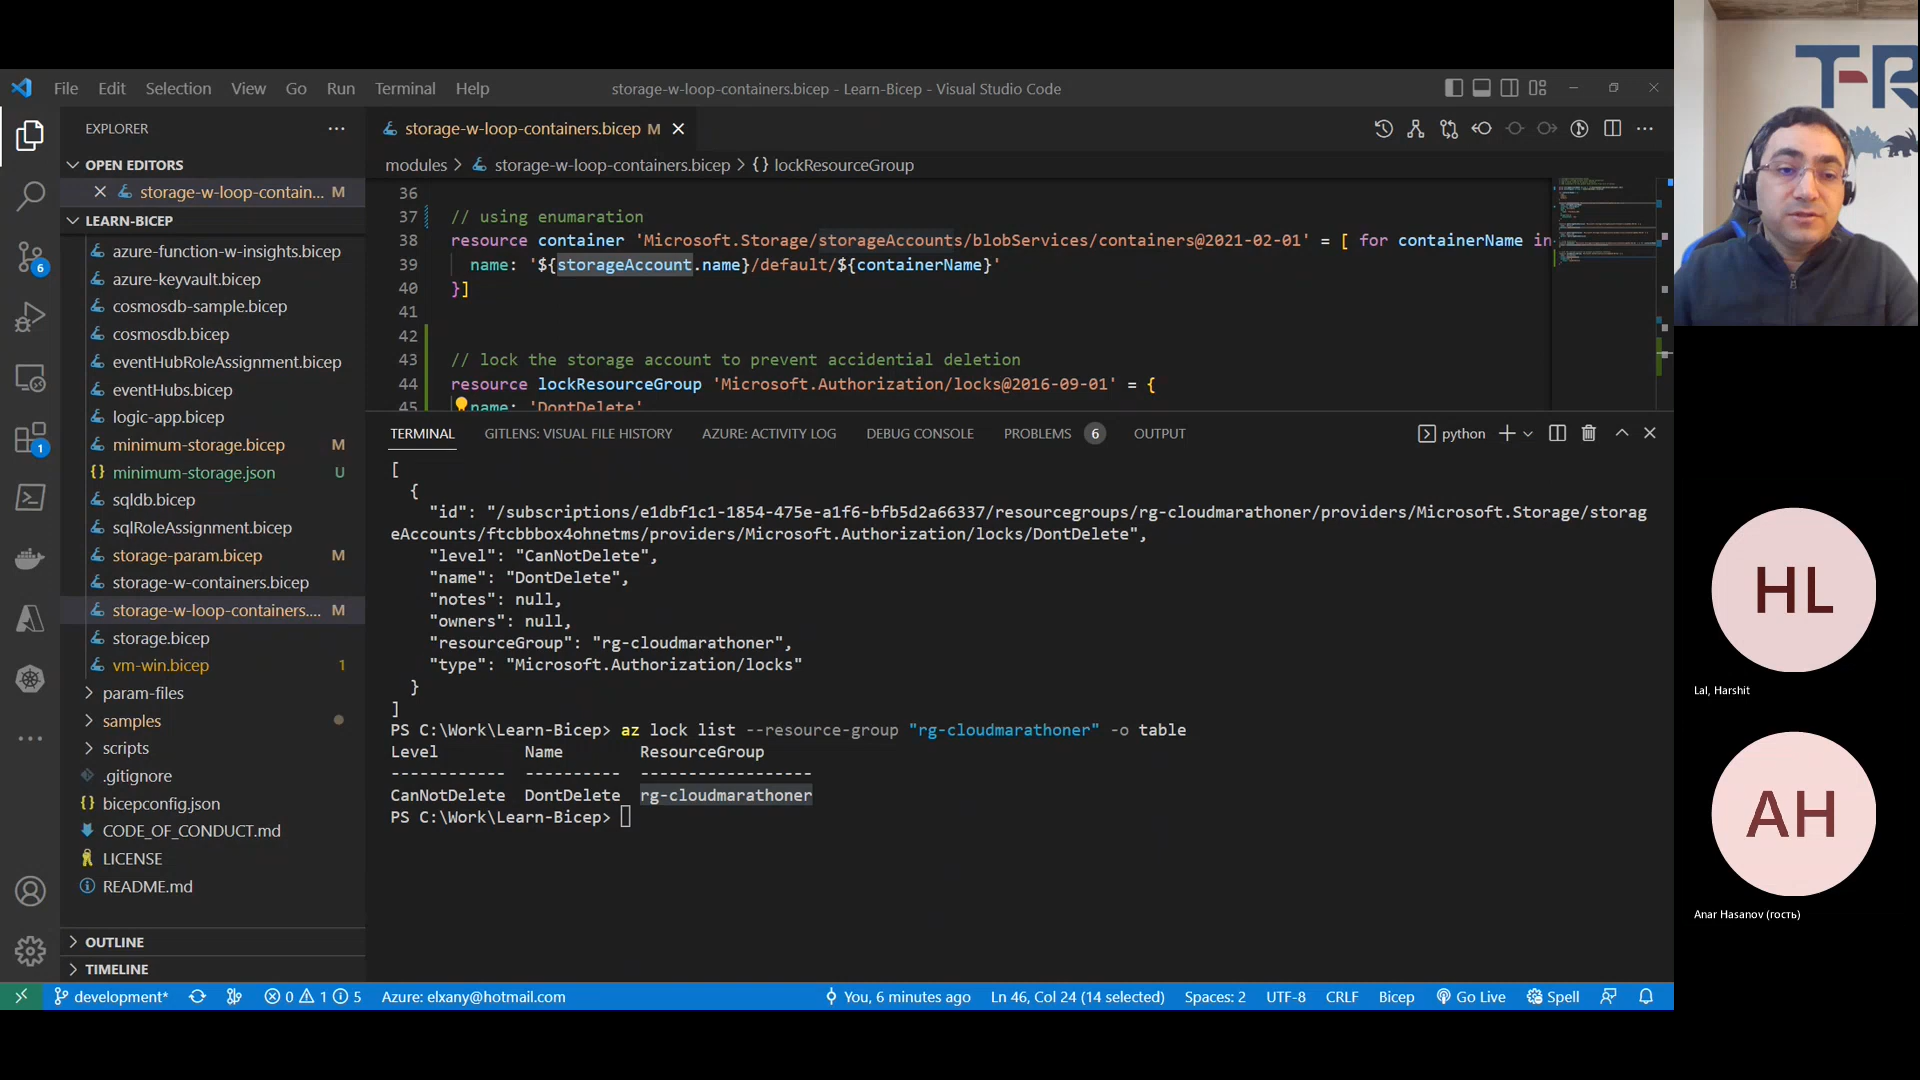 File Edit Selection View Go Run Terminal Help
storage-w-loop-containers.bicep - Learn-Bicep - Visual Studio Code
EXPLORER
OPEN EDITORS
storage-w-loop-contain... M
LEARN-BICEP
azure-function-w-insights.bicep
azure-keyvault.bicep
cosmosdb-sample.bicep
cosmosdb.bicep
eventHubRoleAssignment.bicep
eventHubs.bicep
logic-app.bicep
minimum-storage.bicep M
minimum-storage.json U
sqldb.bicep
sqlRoleAssignment.bicep
storage-param.bicep M
storage-w-containers.bicep
storage-w-loop-containers.... M
storage.bicep
vm-win.bicep 1
param-files
samples
scripts
.gitignore
bicepconfig.json
CODE_OF_CONDUCT.md
LICENSE
README.md
OUTLINE
TIMELINE
6
1
storage-w-loop-containers.bicep M
modules > storage-w-loop-containers.bicep > {} lockResourceGroup
36
37 // using enumaration
38 resource container 'Microsoft.Storage/storageAccounts/blobServices/containers@2021-02-01' = [ for containerName in
39 name: '${storageAccount.name}/default/${containerName}'
40 }]
41
42
43 // lock the storage account to prevent accidential deletion
44 resource lockResourceGroup 'Microsoft.Authorization/locks@2016-09-01' = {
45 name: 'DontDelete'
TERMINAL GITLENS: VISUAL FILE HISTORY AZURE: ACTIVITY LOG DEBUG CONSOLE PROBLEMS 6 OUTPUT python
[
{
"id": "/subscriptions/e1dbf1c1-1854-475e-a1f6-bfb5d2a66337/resourcegroups/rg-cloudmarathoner/providers/Microsoft.Storage/storag
eAccounts/ftcbbbox4ohnetms/providers/Microsoft.Authorization/locks/DontDelete",
"level": "CanNotDelete",
"name": "DontDelete",
"notes": null,
"owners": null,
"resourceGroup": "rg-cloudmarathoner",
"type": "Microsoft.Authorization/locks"
}
]
PS C:\Work\Learn-Bicep> az lock list --resource-group "rg-cloudmarathoner" -o table
Level Name ResourceGroup
------------ ---------- ------------------
CanNotDelete DontDelete rg-cloudmarathoner
PS C:\Work\Learn-Bicep>
development* 0 1 5 Azure: elxany@hotmail.com You, 6 minutes ago Ln 46, Col 24 (14 selected) Spaces: 2 UTF-8 CRLF Bicep Go Live Spell
T-R
HL
Lal, Harshit
AH
Anar Hasanov (гость)